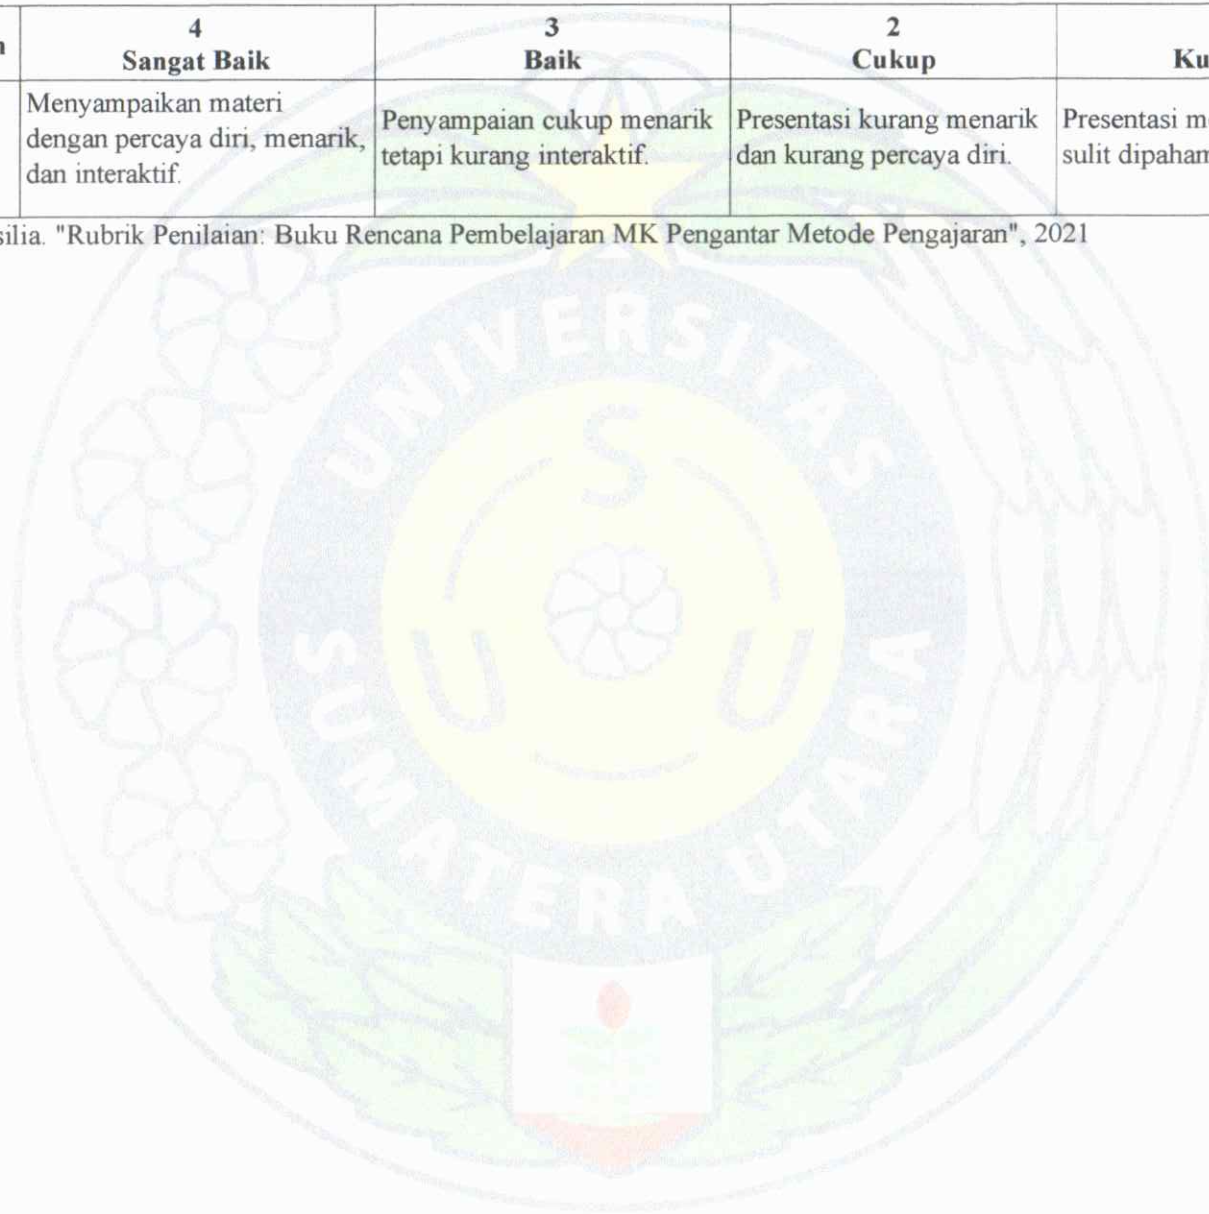 4
Sangat Baik
3
Baik
2
Cukup
Menyampaikan materi
dengan percaya diri, menarik,
dan interaktif.
Penyampaian cukup menarik
tetapi kurang interaktif.
Presentasi kurang menarik
dan kurang percaya diri.
Presentasi
sulit
"Rubrik Penilaian: Buku Rencana Pembelajaran MK Pengantar Metode Pengajaran", 2021
UNIVERSITAS
S
U U
SUMATERA UTARA